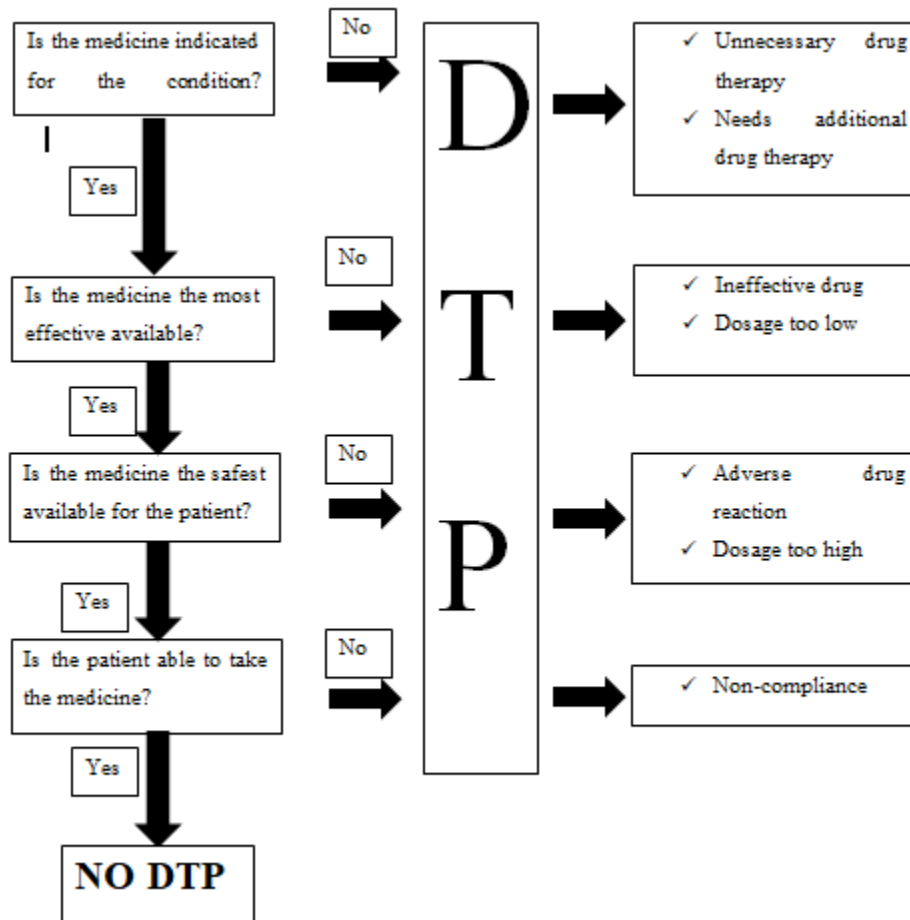 Is the medicine indicated
for the condition?
No
D
✓ Unnecessary drug
therapy
✓ Needs additional
drug therapy
Yes
Is the medicine the most
effective available?
No
T
✓ Ineffective drug
✓ Dosage too low
Yes
Is the medicine the safest
available for the patient?
No
P
✓ Adverse drug
reaction
✓ Dosage too high
Yes
Is the patient able to take
the medicine?
No
✓ Non-compliance
Yes
NO DTP